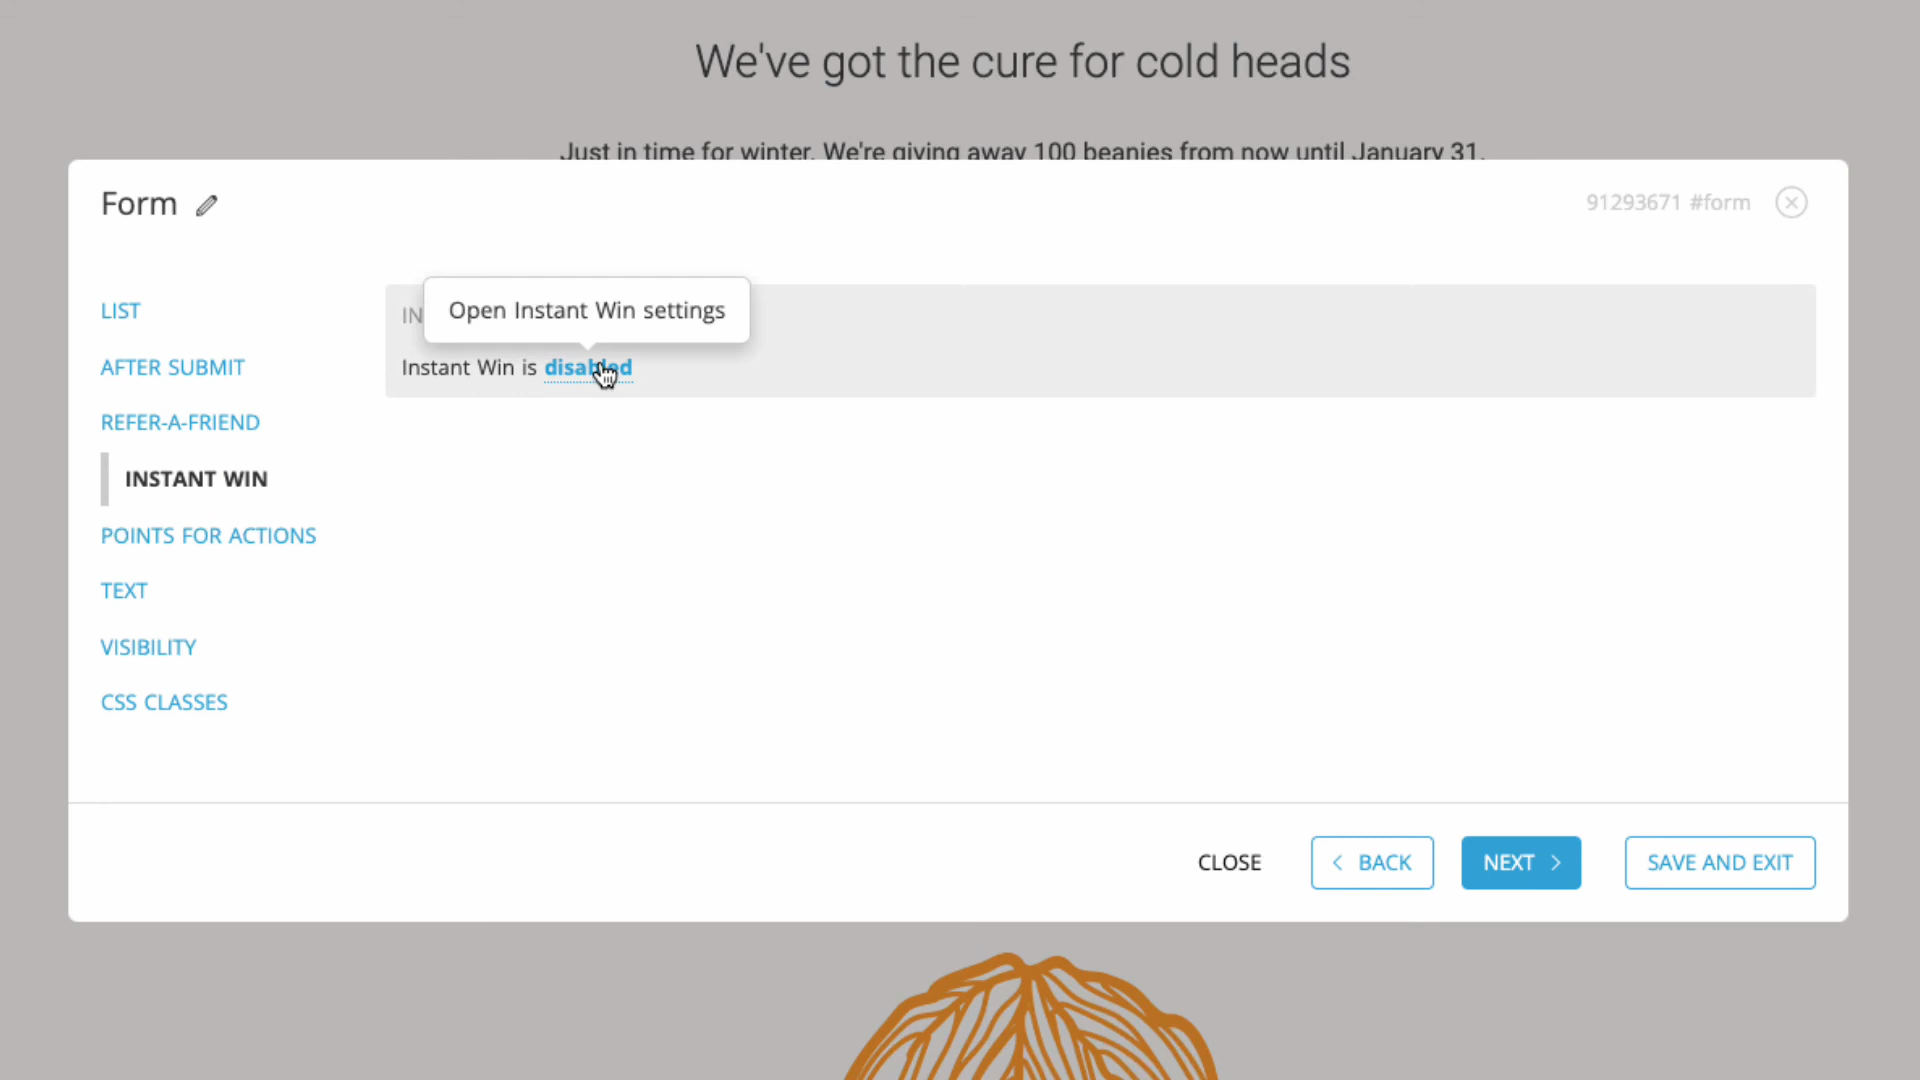 We've got the cure for cold heads
Just in time for winter. We're giving away 100 beanies from now until January 31.
Form
91293671 #form
LIST
Open Instant Win settings
IN
AFTER SUBMIT
Instant Win is disabled
REFER-A-FRIEND
INSTANT WIN
POINTS FOR ACTIONS
TEXT
VISIBILITY
CSS CLASSES
CLOSE
BACK
NEXT
SAVE AND EXIT